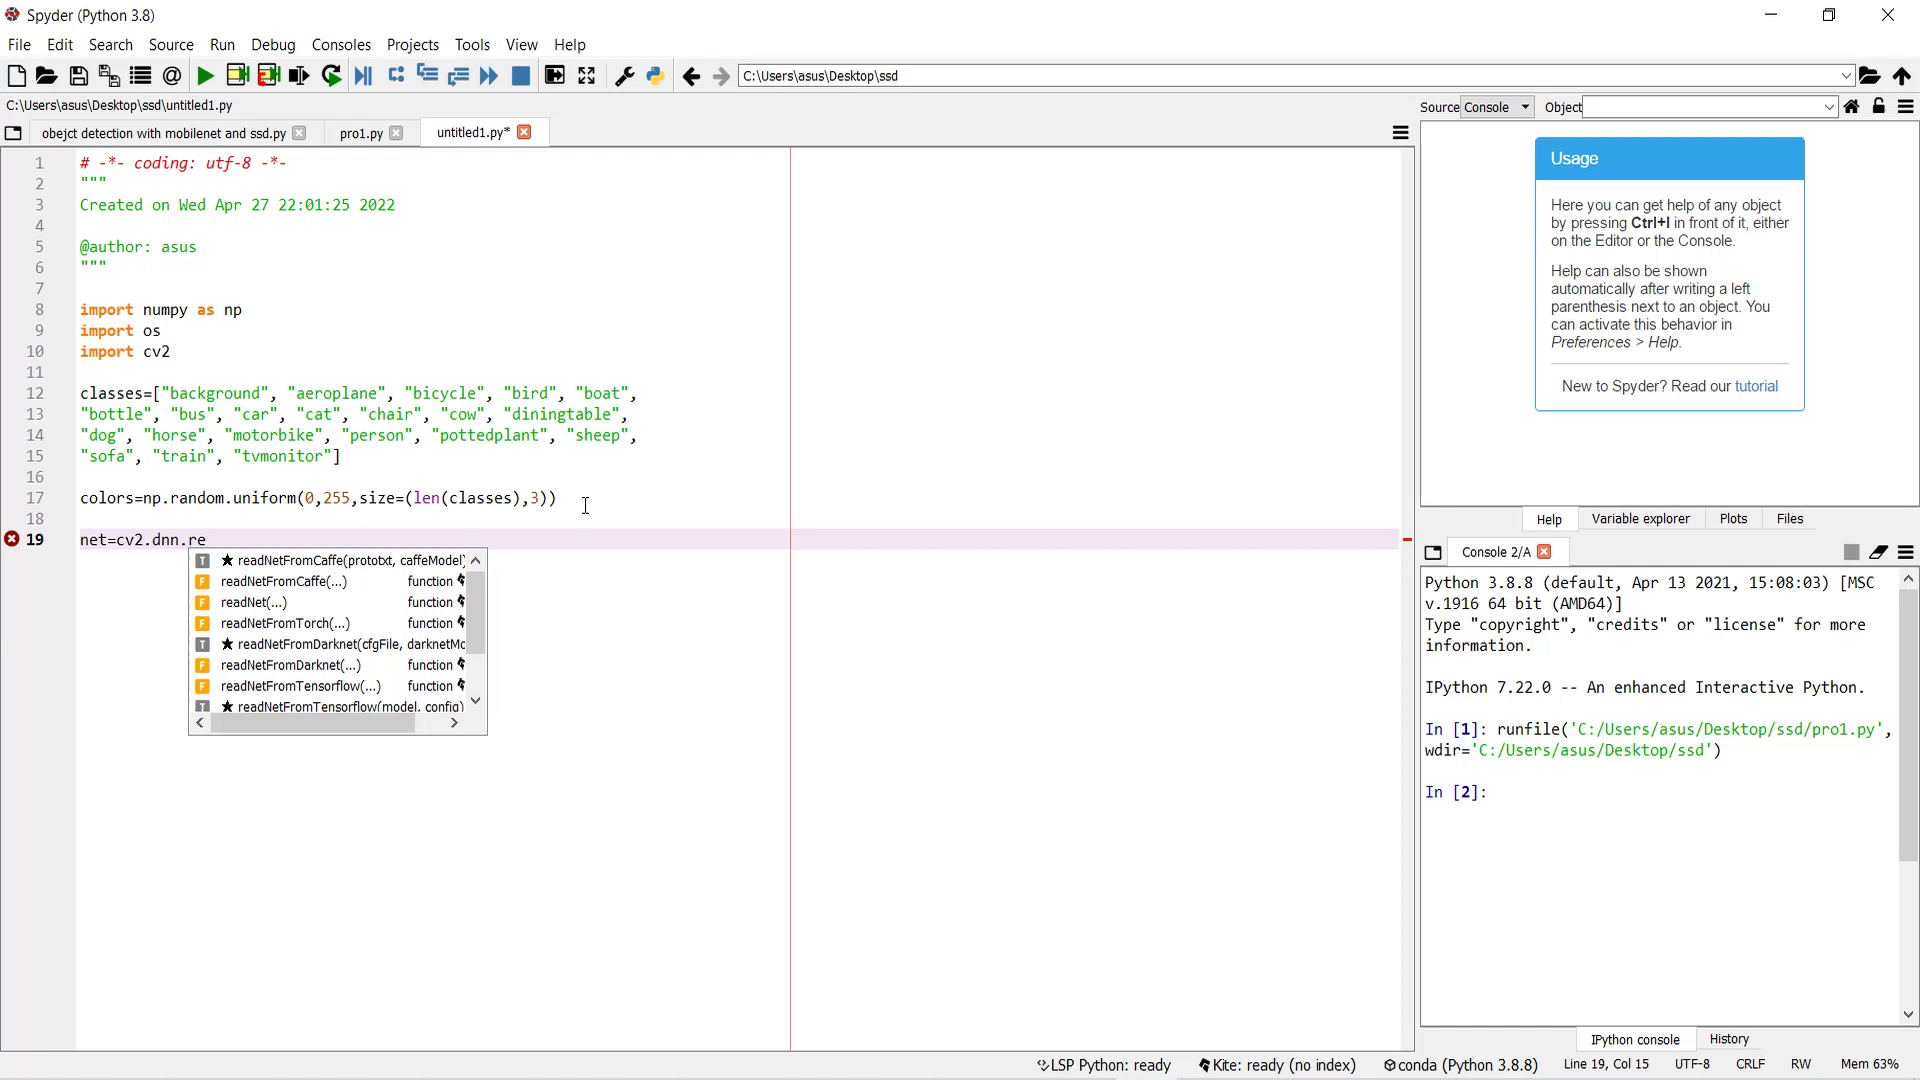 Spyder (Python 3.8)
File Edit Search Source Run Debug Consoles Projects Tools View Help
C:\Users\asus\Desktop\ssd
C:\Users\asus\Desktop\ssd\untitled1.py
obejct detection with mobilenet and ssd.py pro1.py untitled1.py*
1 # -*- coding: utf-8 -*-
2 """
3 Created on Wed Apr 27 22:01:25 2022
4
5 @author: asus
6 """
7
8 import numpy as np
9 import os
10 import cv2
11
12 classes=["background", "aeroplane", "bicycle", "bird", "boat",
13 "bottle", "bus", "car", "cat", "chair", "cow", "diningtable",
14 "dog", "horse", "motorbike", "person", "pottedplant", "sheep",
15 "sofa", "train", "tvmonitor"]
16
17 colors=np.random.uniform(0,255,size=(len(classes),3))
18
19 net=cv2.dnn.re
T ★ readNetFromCaffe(prototxt, caffeModel)
F readNetFromCaffe(...) function
F readNet(...) function
F readNetFromTorch(...) function
T ★ readNetFromDarknet(cfgFile, darknetMo
F readNetFromDarknet(...) function
F readNetFromTensorflow(...) function
T ★ readNetFromTensorflow(model, config)
Source Console Object
Usage
Here you can get help of any object
by pressing Ctrl+I in front of it, either
on the Editor or the Console.
Help can also be shown
automatically after writing a left
parenthesis next to an object. You
can activate this behavior in
Preferences > Help.
New to Spyder? Read our tutorial
Help Variable explorer Plots Files
Console 2/A
Python 3.8.8 (default, Apr 13 2021, 15:08:03) [MSC
v.1916 64 bit (AMD64)]
Type "copyright", "credits" or "license" for more
information.
IPython 7.22.0 -- An enhanced Interactive Python.
In [1]: runfile('C:/Users/asus/Desktop/ssd/pro1.py',
wdir='C:/Users/asus/Desktop/ssd')
In [2]:
IPython console History
LSP Python: ready Kite: ready (no index) conda (Python 3.8.8) Line 19, Col 15 UTF-8 CRLF RW Mem 63%